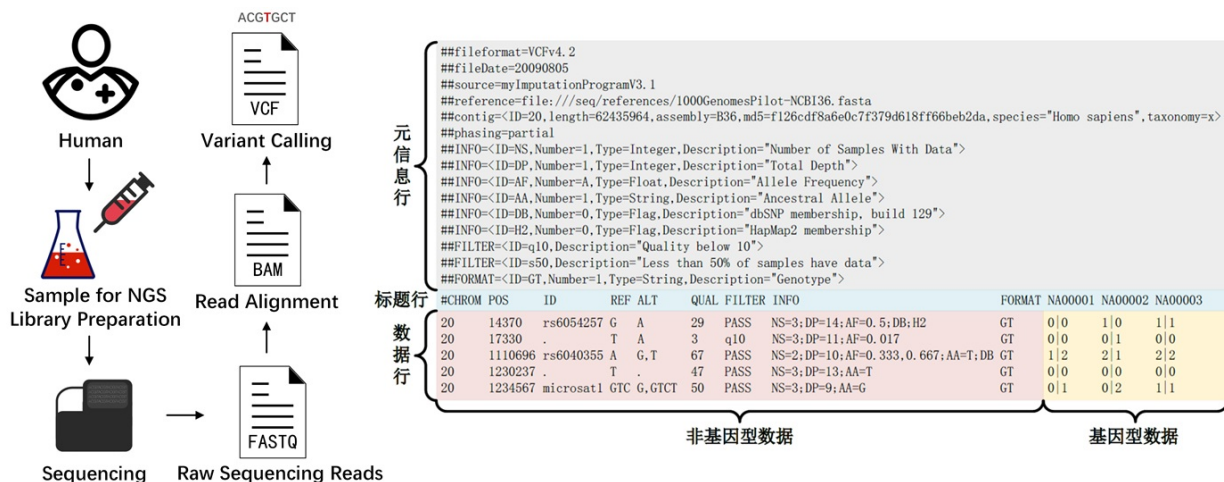 ACGTGCT
VCF
Human
Variant Calling
BAM
Sample for NGS
Library Preparation
Read Alignment
FASTQ
Sequencing
Raw Sequencing Reads
元信息行
##fileformat=VCFv4.2
##fileDate=20090805
##source=myImputationProgramV3.1
##reference=file:///seq/references/1000GenomesPilot-NCBI36.fasta
##contig=<ID=20,length=62435964,assembly=B36,md5=f126cdf8a6e0c7f379d618ff66beb2da,species="Homo sapiens",taxonomy=x>
##phasing=partial
##INFO=<ID=NS,Number=1,Type=Integer,Description="Number of Samples With Data">
##INFO=<ID=DP,Number=1,Type=Integer,Description="Total Depth">
##INFO=<ID=AF,Number=A,Type=Float,Description="Allele Frequency">
##INFO=<ID=AA,Number=1,Type=String,Description="Ancestral Allele">
##INFO=<ID=DB,Number=0,Type=Flag,Description="dbSNP membership, build 129">
##INFO=<ID=H2,Number=0,Type=Flag,Description="HapMap2 membership">
##FILTER=<ID=q10,Description="Quality below 10">
##FILTER=<ID=s50,Description="Less than 50% of samples have data">
##FORMAT=<ID=GT,Number=1,Type=String,Description="Genotype">
标题行 #CHROM POS ID REF ALT QUAL FILTER INFO FORMAT NA00001 NA00002 NA00003
数据行
20 14370 rs6054257 G A 29 PASS NS=3;DP=14;AF=0.5;DB;H2 GT 0|0 1|0 1|1
20 17330 . T A 3 q10 NS=3;DP=11;AF=0.017 GT 0|0 0|1 0|0
20 1110696 rs6040355 A G,T 67 PASS NS=2;DP=10;AF=0.333,0.667;AA=T;DB GT 1|2 2|1 2|2
20 1230237 . T . 47 PASS NS=3;DP=13;AA=T GT 0|0 0|0 0|0
20 1234567 microsat1 GTC G,GTCT 50 PASS NS=3;DP=9;AA=G GT 0|1 0|2 1|1
非基因型数据
基因型数据